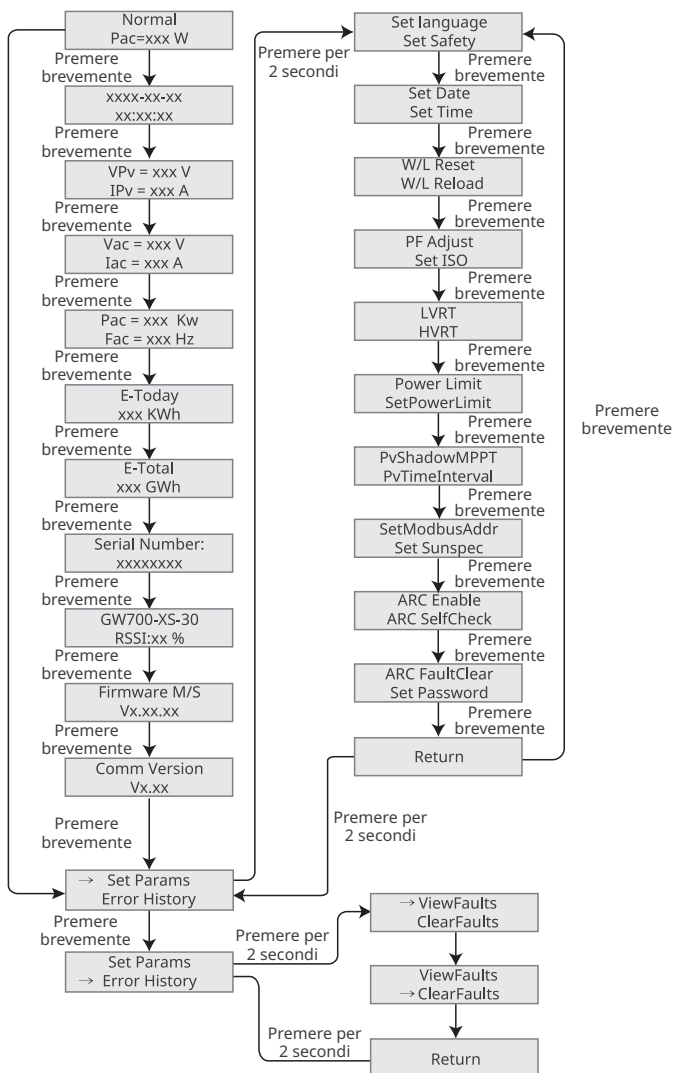 Normal
Pac=xxx W
Premere
brevemente
xxxx-xx-xx
xx:xx:xx
Premere
brevemente
VPv = xxx V
IPv = xxx A
Premere
brevemente
Vac = xxx V
Iac = xxx A
Premere
brevemente
Pac = xxx Kw
Fac = xxx Hz
Premere
brevemente
E-Today
xxx KWh
Premere
brevemente
E-Total
xxx GWh
Premere
brevemente
Serial Number:
xxxxxxxx
Premere
brevemente
GW700-XS-30
RSSI:xx %
Premere
brevemente
Firmware M/S
Vx.xx.xx
Premere
brevemente
Comm Version
Vx.xx
Premere
brevemente
→ Set Params
Error History
Premere
brevemente
Set Params
→ Error History
Premere per
2 secondi
Set language
Set Safety
Premere
brevemente
Set Date
Set Time
Premere
brevemente
W/L Reset
W/L Reload
Premere
brevemente
PF Adjust
Set ISO
Premere
brevemente
LVRT
HVRT
Premere
brevemente
Power Limit
SetPowerLimit
Premere
brevemente
PvShadowMPPT
PvTimeInterval
Premere
brevemente
SetModbusAddr
Set Sunspec
Premere
brevemente
ARC Enable
ARC SelfCheck
Premere
brevemente
ARC FaultClear
Set Password
Premere
brevemente
Return
Premere
brevemente
Premere per
2 secondi
Premere per
2 secondi
→ ViewFaults
ClearFaults
ViewFaults
→ ClearFaults
Return
Premere per
2 secondi